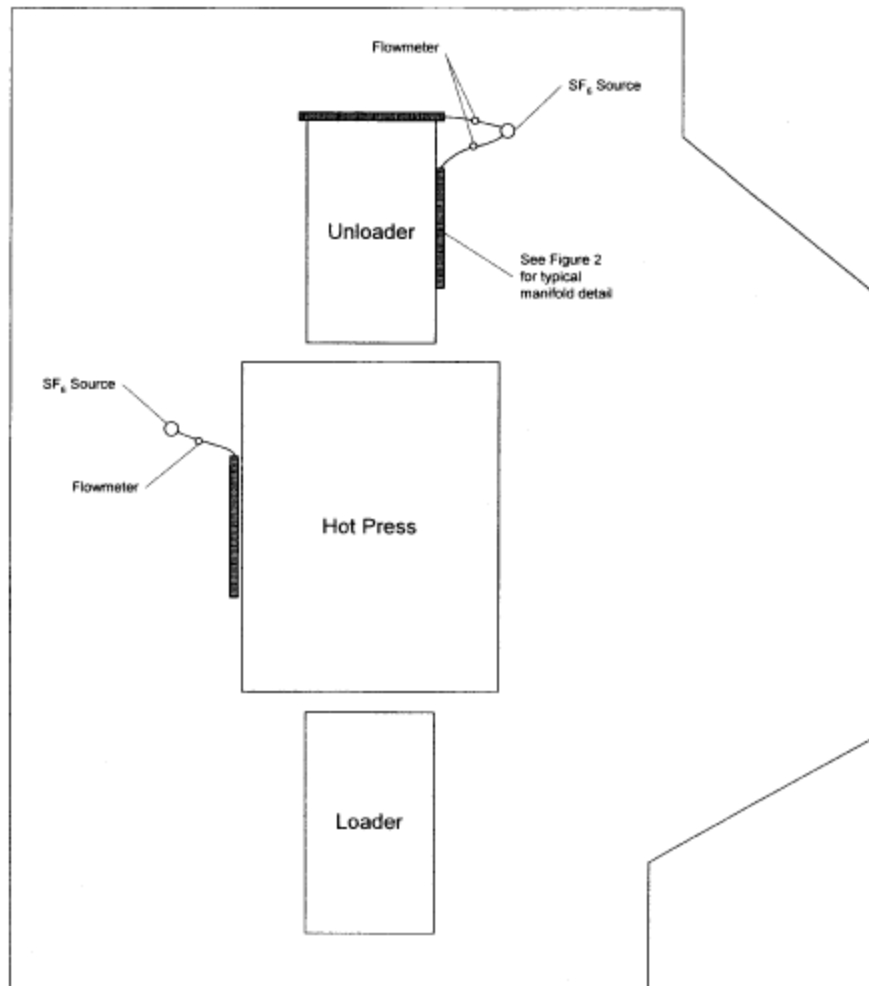 Flowmeter
SF₆ Source
Unloader
See Figure 2
for typical
manifold detail
SF₆ Source
Flowmeter
Hot Press
Loader